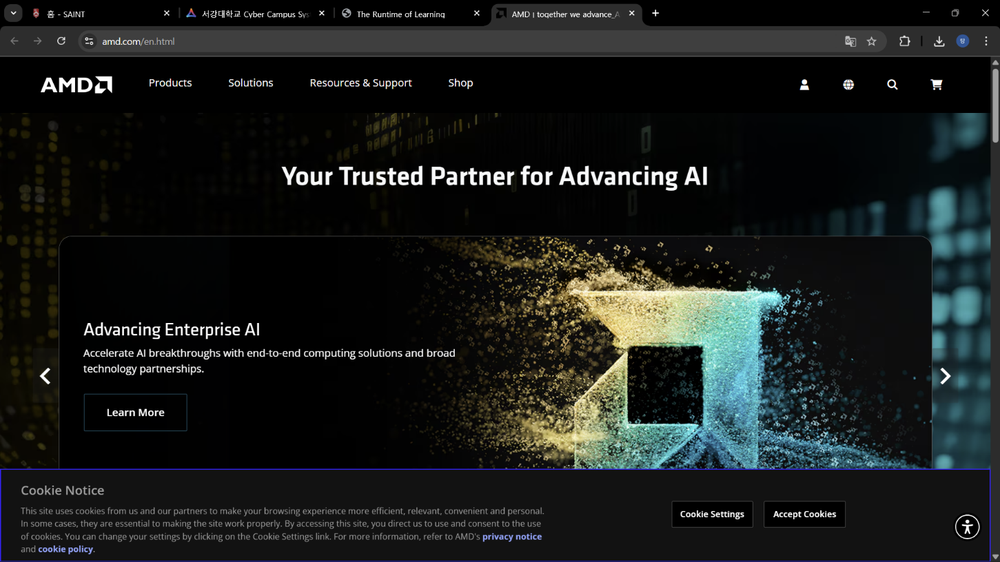 홈 - SAINT
서강대학교 Cyber Campus Sys
The Runtime of Learning
AMD | together we advance_A
amd.com/en.html
탕
AMD
Products
Solutions
Resources & Support
Shop
Your Trusted Partner for Advancing AI
Advancing Enterprise AI
Accelerate AI breakthroughs with end-to-end computing solutions and broad
technology partnerships.
Learn More
Cookie Notice
This site uses cookies from us and our partners to make your browsing experience more efficient, relevant, convenient and personal.
In some cases, they are essential to making the site work properly. By accessing this site, you direct us to use and consent to the use
of cookies. You can change your settings by clicking on the Cookie Settings link. For more information, refer to AMD's privacy notice
and cookie policy.
Cookie Settings
Accept Cookies